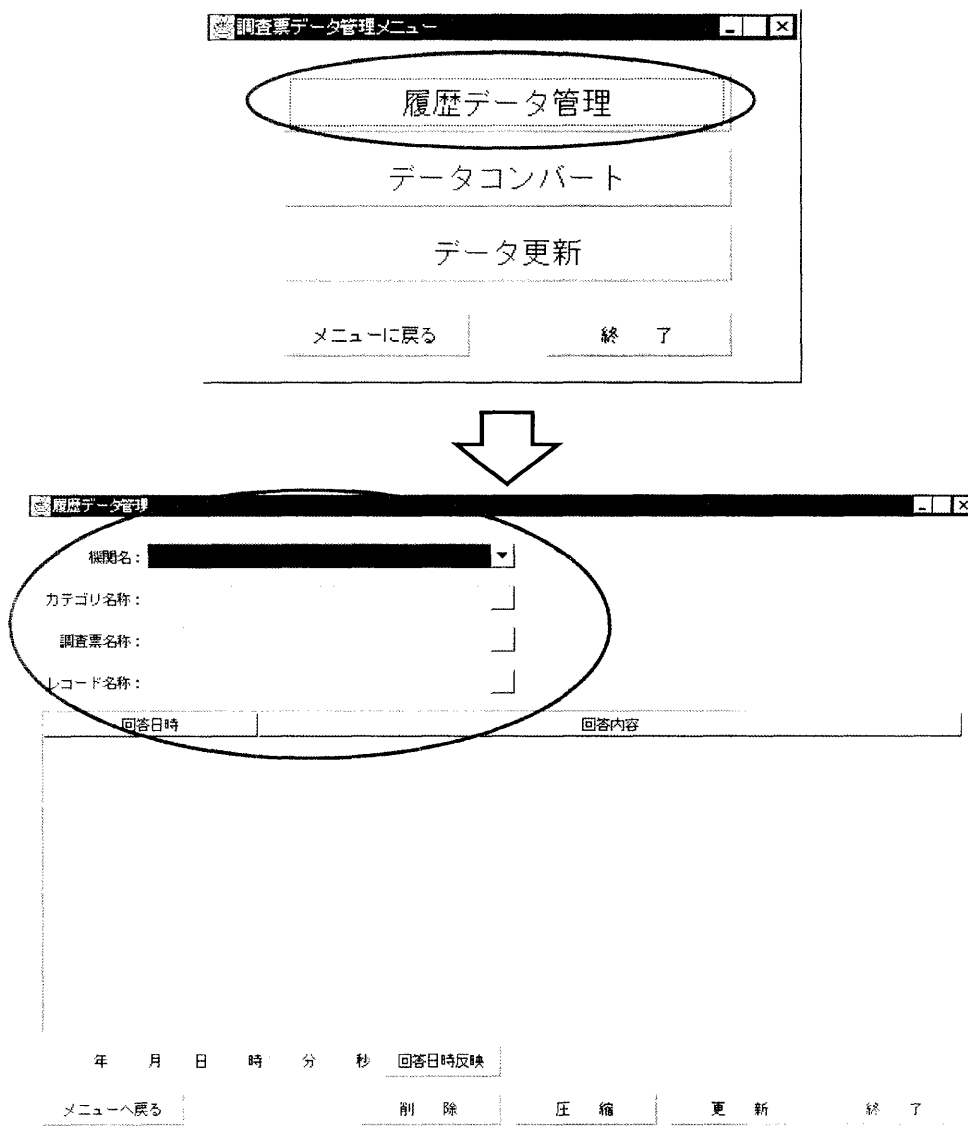 調査票データ管理メニュー
履歴データ管理
データコンバート
データ更新
メニューに戻る 終 了
履歴データ管理
機関名:
カテゴリ名称:
調査票名称:
レコード名称:
回答日時 回答内容
年 月 日 時 分 秒 回答日時反映
メニューへ戻る 削 除 圧 縮 更 新 終 了